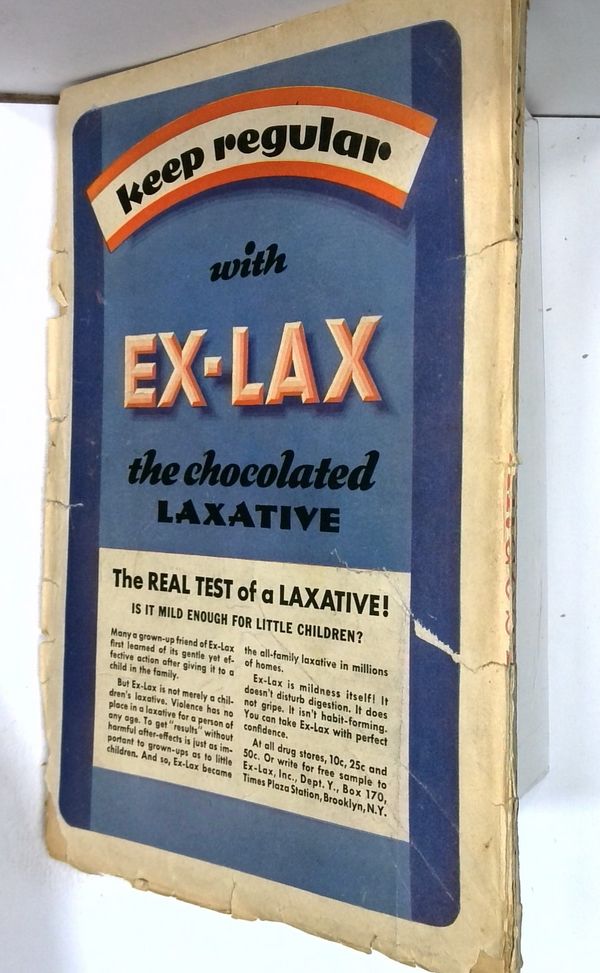 keep regular
with
EX-LAX
the chocolated
LAXATIVE
The REAL TEST of a LAXATIVE!
IS IT MILD ENOUGH FOR LITTLE CHILDREN?
Many a grown-up friend of Ex-Lax
first learned of its gentle yet ef-
fective action after giving it to a
child in the family.
But Ex-Lax is not merely a chil-
dren's laxative. Violence has no
place in a laxative for a person of
any age. To get "results" without
harmful after-effects is just as im-
portant to grown-ups as to little
children. And so, Ex-Lax became
the all-family laxative in millions
of homes.
Ex-Lax is mildness itself! It
doesn't disturb digestion. It does
not gripe. It isn't habit-forming.
You can take Ex-Lax with perfect
confidence.
At all drug stores, 10c, 25c and
50c. Or write for free sample to
Ex-Lax, Inc., Dept. Y., Box 170,
Times Plaza Station, Brooklyn, N.Y.